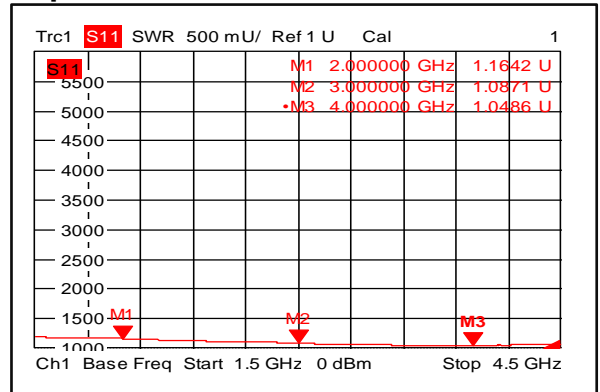 Trc1 S11 SWR 500 mU/ Ref 1 U Cal 1
S11
M1 2.000000 GHz 1.1642 U
M2 3.000000 GHz 1.0871 U
•M3 4.000000 GHz 1.0486 U
5500
5000
4500
4000
3500
3000
2500
2000
1500
1000
M1
M2
M3
Ch1 Base Freq Start 1.5 GHz 0 dBm Stop 4.5 GHz